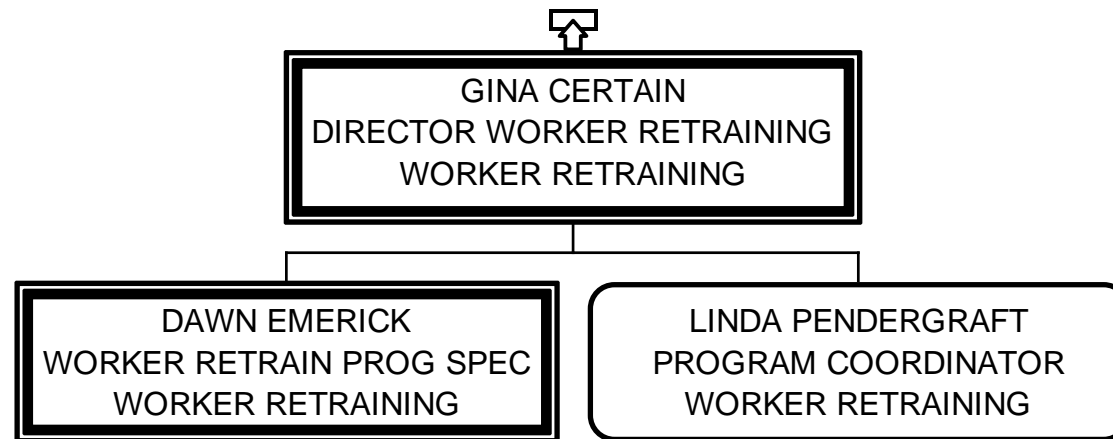 GINA CERTAIN
DIRECTOR WORKER RETRAINING
WORKER RETRAINING
DAWN EMERICK
WORKER RETRAIN PROG SPEC
WORKER RETRAINING
LINDA PENDERGRAFT
PROGRAM COORDINATOR
WORKER RETRAINING